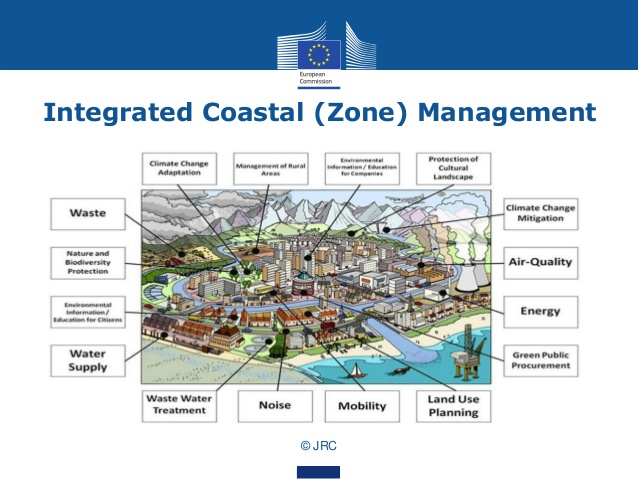 European
Commission
Integrated Coastal (Zone) Management
Climate Change
Adaptation
Management of Rural
Areas
Environmental
Information / Education
for Companies
Protection of
Cultural
Landscape
Waste
Climate Change
Mitigation
Nature and
Biodiversity
Protection
Air-Quality
Environmental
Information /
Education for Citizens
Energy
Water
Supply
Green Public
Procurement
Waste Water
Treatment
Noise
Mobility
Land Use
Planning
© JRC